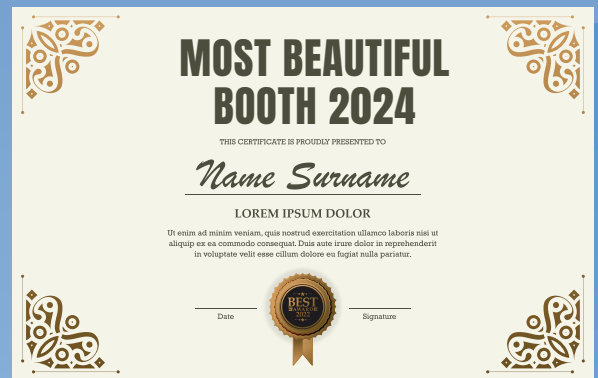 MOST BEAUTIFUL
BOOTH 2024
THIS CERTIFICATE IS PROUDLY PRESENTED TO
Name Surname
LOREM IPSUM DOLOR
Ut enim ad minim veniam, quis nostrud exercitation ullamco laboris nisi ut
aliquip ex ea commodo consequat. Duis aute irure dolor in reprehenderit
in voluptate velit esse cillum dolore eu fugiat nulla pariatur.
BEST
AWARD
2022
Date
Signature